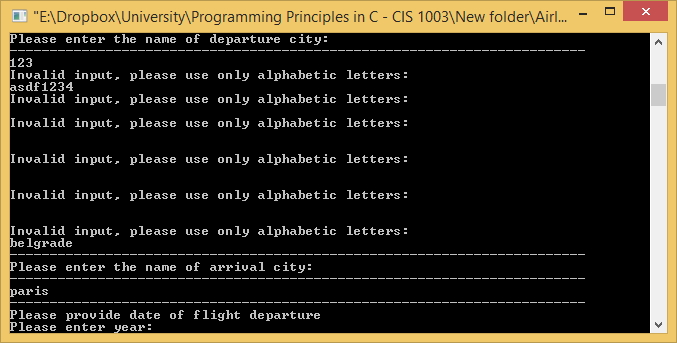 "E:\Dropbox\University\Programming Principles in C - CIS 1003\New folder\Airl...
Please enter the name of departure city:
------------------------------------------------------------------------
123
Invalid input, please use only alphabetic letters:
asdf1234
Invalid input, please use only alphabetic letters:
Invalid input, please use only alphabetic letters:
Invalid input, please use only alphabetic letters:
Invalid input, please use only alphabetic letters:
Invalid input, please use only alphabetic letters:
belgrade
------------------------------------------------------------------------
Please enter the name of arrival city:
------------------------------------------------------------------------
paris
------------------------------------------------------------------------
Please provide date of flight departure
Please enter year: